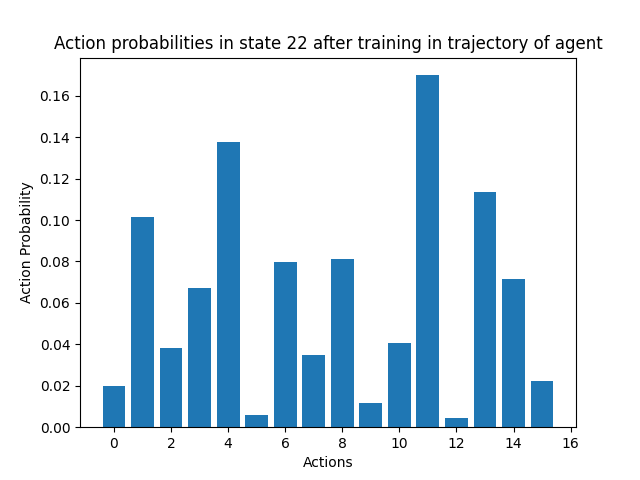 Action probabilities in state 22 after training in trajectory of agent
0.16
0.14
0.12
0.10
0.08
0.06
0.04
0.02
0.00
Action Probability
0 2 4 6 8 10 12 14 16
Actions